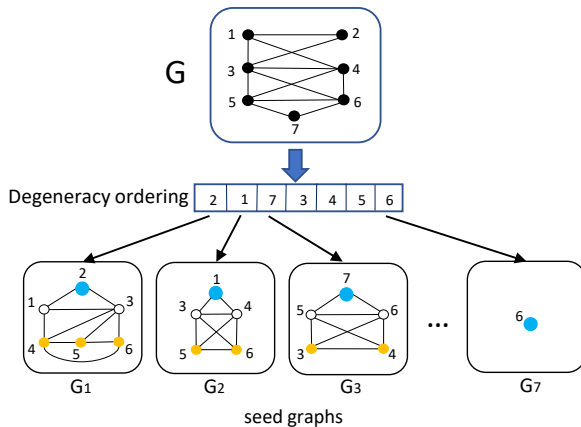 1 2
G
3 4
5 6
7
Degeneracy ordering 2 1 7 3 4 5 6
2 1 7
1 3 3 4 5 6 ... 6
4 5 6 5 6 3 4
G1 G2 G3 G7
seed graphs